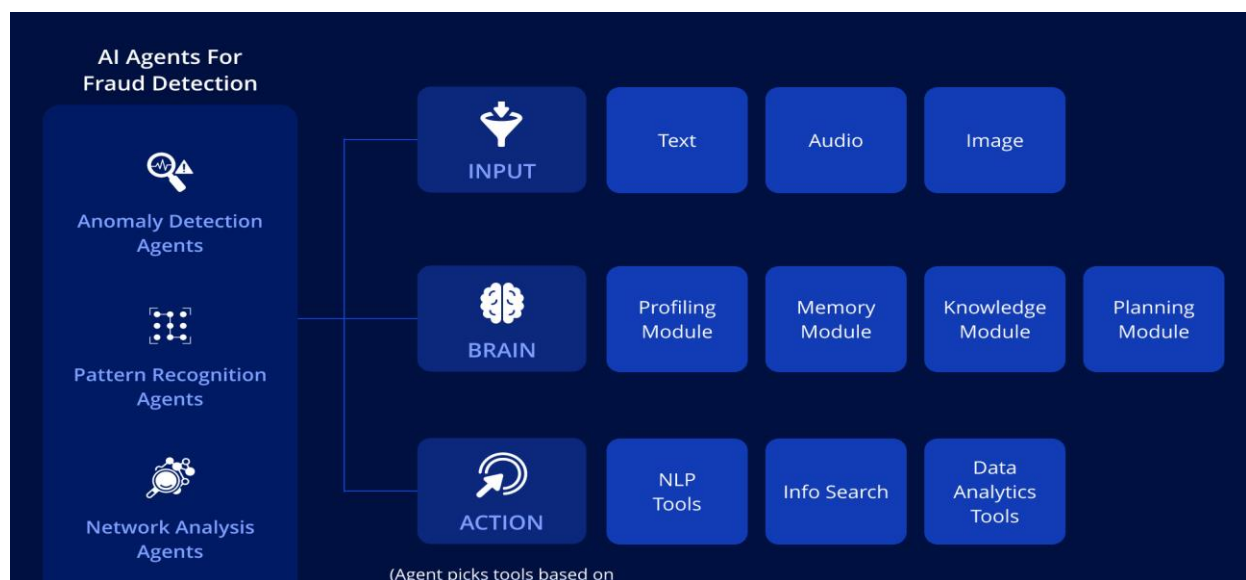 AI Agents For
Fraud Detection
Anomaly Detection
Agents
Pattern Recognition
Agents
Network Analysis
Agents
INPUT
Text
Audio
Image
BRAIN
Profiling
Module
Memory
Module
Knowledge
Module
Planning
Module
ACTION
NLP
Tools
Info Search
Data
Analytics
Tools
(Agent picks tools based on